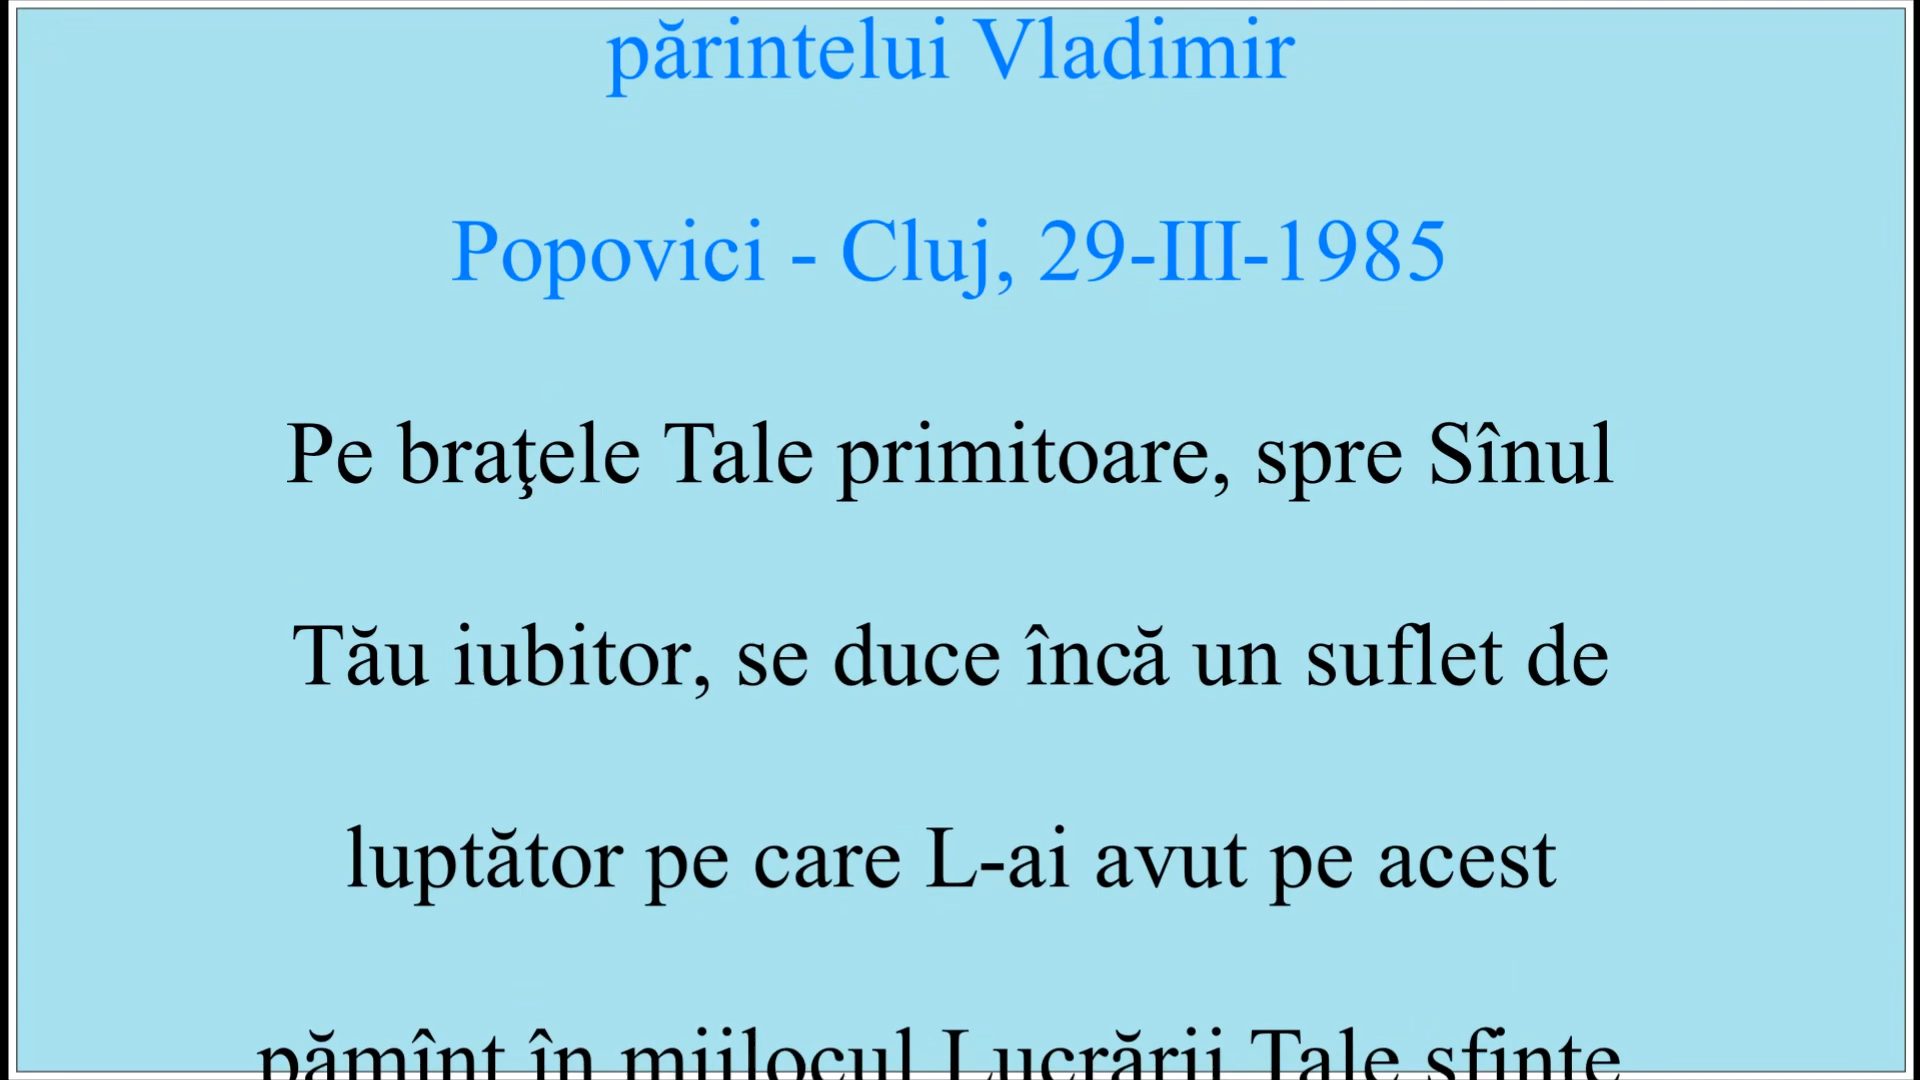 părintelui Vladimir
Popovici - Cluj, 29-III-1985
Pe braţele Tale primitoare, spre Sînul
Tău iubitor, se duce încă un suflet de
luptător pe care L-ai avut pe acest
pămînt în mijlocul Lucrării Tale sfinte